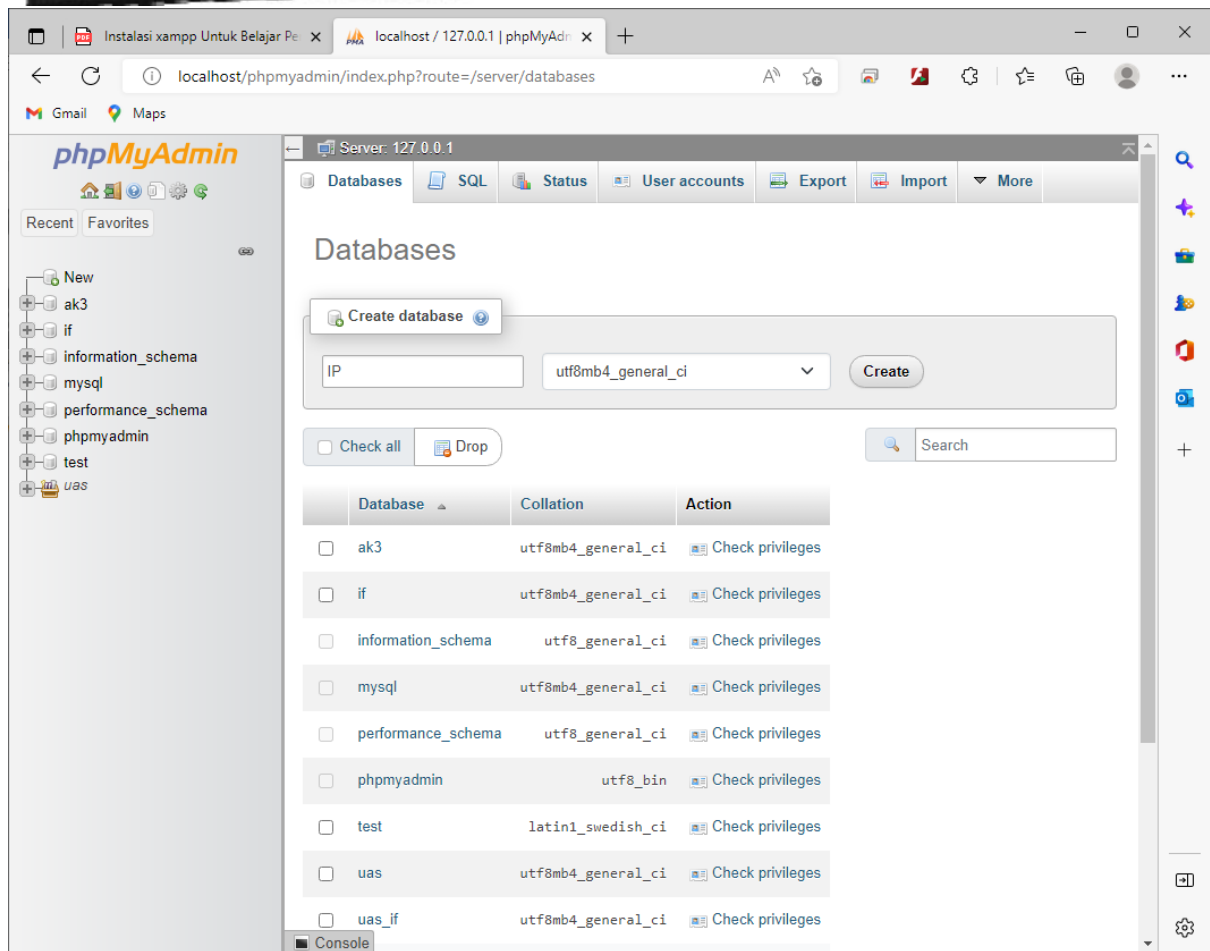 Instalasi xampp Untuk Belajar Pe
localhost / 127.0.0.1 | phpMyAdn
localhost/phpmyadmin/index.php?route=/server/databases
Gmail
Maps
phpMyAdmin
Recent
Favorites
New
ak3
if
information_schema
mysql
performance_schema
phpmyadmin
test
uas
Server: 127.0.0.1
Databases
SQL
Status
User accounts
Export
Import
More
Databases
Create database
IP
utf8mb4_general_ci
Create
Check all
Drop
Search
Database Collation Action
ak3 utf8mb4_general_ci Check privileges
if utf8mb4_general_ci Check privileges
information_schema utf8_general_ci Check privileges
mysql utf8mb4_general_ci Check privileges
performance_schema utf8_general_ci Check privileges
phpmyadmin utf8_bin Check privileges
test latin1_swedish_ci Check privileges
uas utf8mb4_general_ci Check privileges
uas_if utf8mb4_general_ci Check privileges
Console